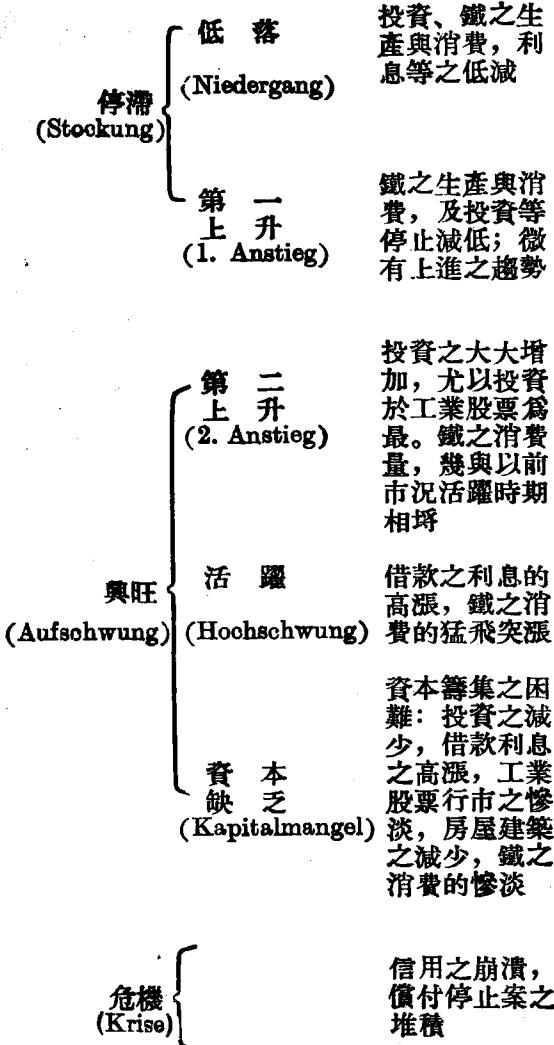 停滯
(Stockung)
低落
(Niedergang)
投資、鐵之生
產與消費，利
息等之低減
第一
上升
(1. Anstieg)
鐵之生產與消
費，及投資等
停止減低；微
有上進之趨勢
興旺
(Aufschwung)
第二
上升
(2. Anstieg)
投資之大大增
加，尤以投資
於工業股票爲
最。鐵之消費
量，幾與以前
市況活躍時期
相埒
活躍
(Hochschwung)
借款之利息的
高漲，鐵之消
費的猛飛突漲
資本
缺乏
(Kapitalmangel)
資本籌集之困
難：投資之減
少，借款利息
之高漲，工業
股票行市之慘
淡，房屋建築
之減少，鐵之
消費的慘淡
危機
(Krise)
信用之崩潰，
償付停止案之
堆積